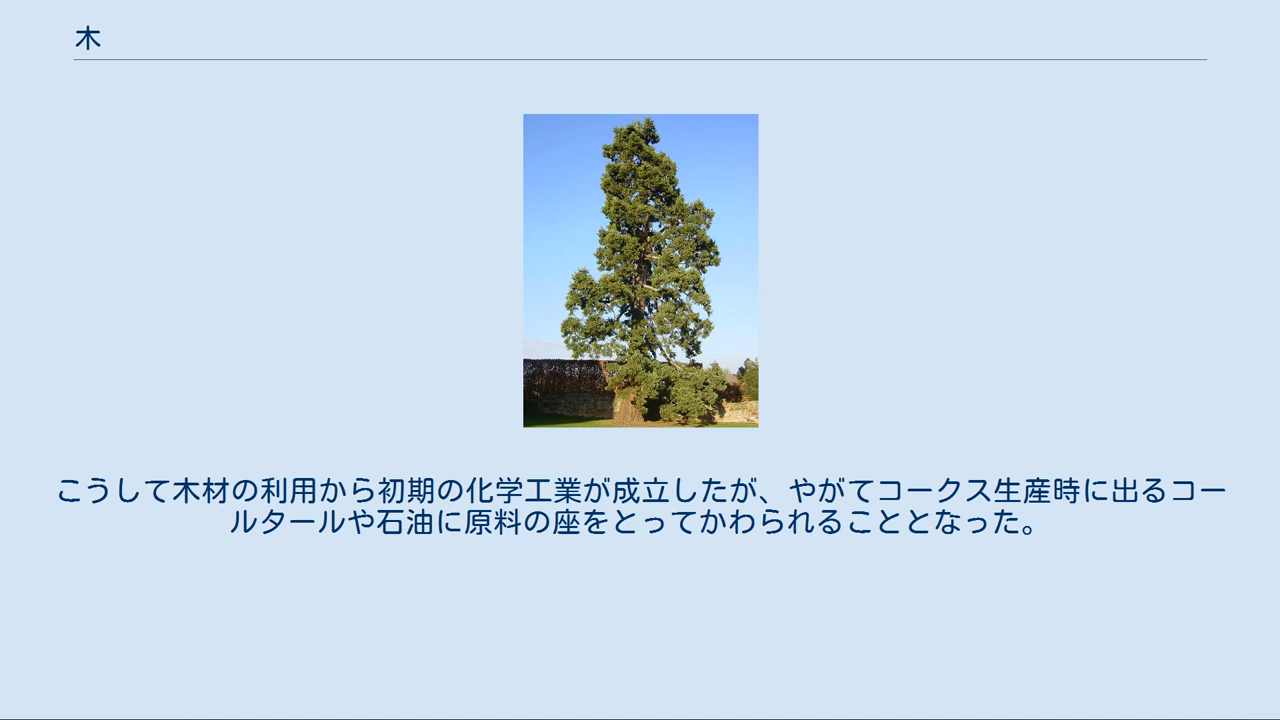 木
こうして木材の利用から初期の化学工業が成立したが、やがてコークス生産時に出るコー
ルタールや石油に原料の座をとってかわられることとなった。